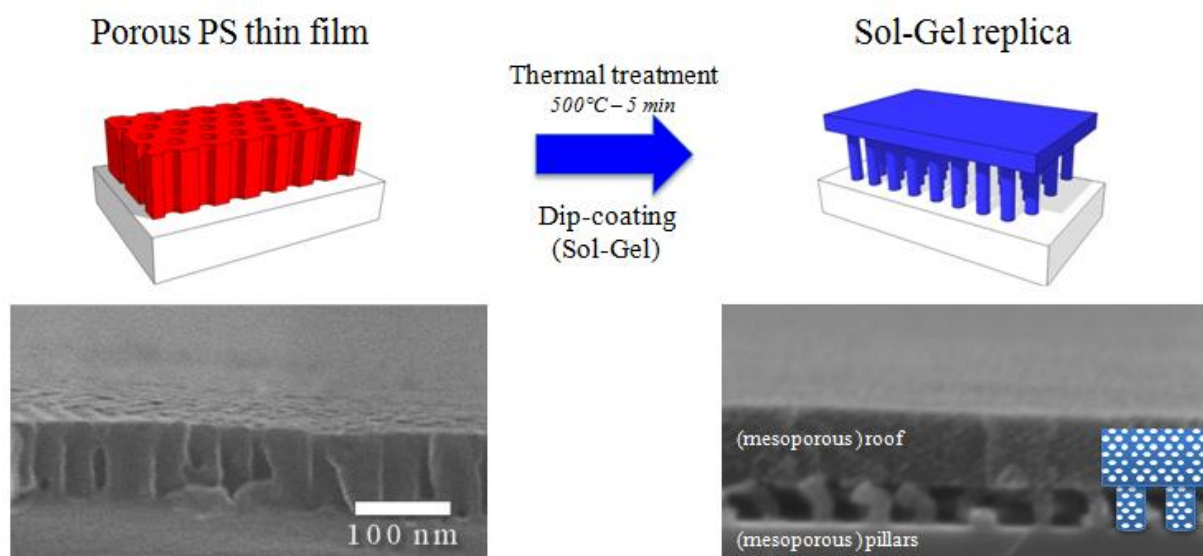 Porous PS thin film
Sol-Gel replica
Thermal treatment
500°C – 5 min
Dip-coating
(Sol-Gel)
100 nm
(mesoporous) roof
(mesoporous) pillars